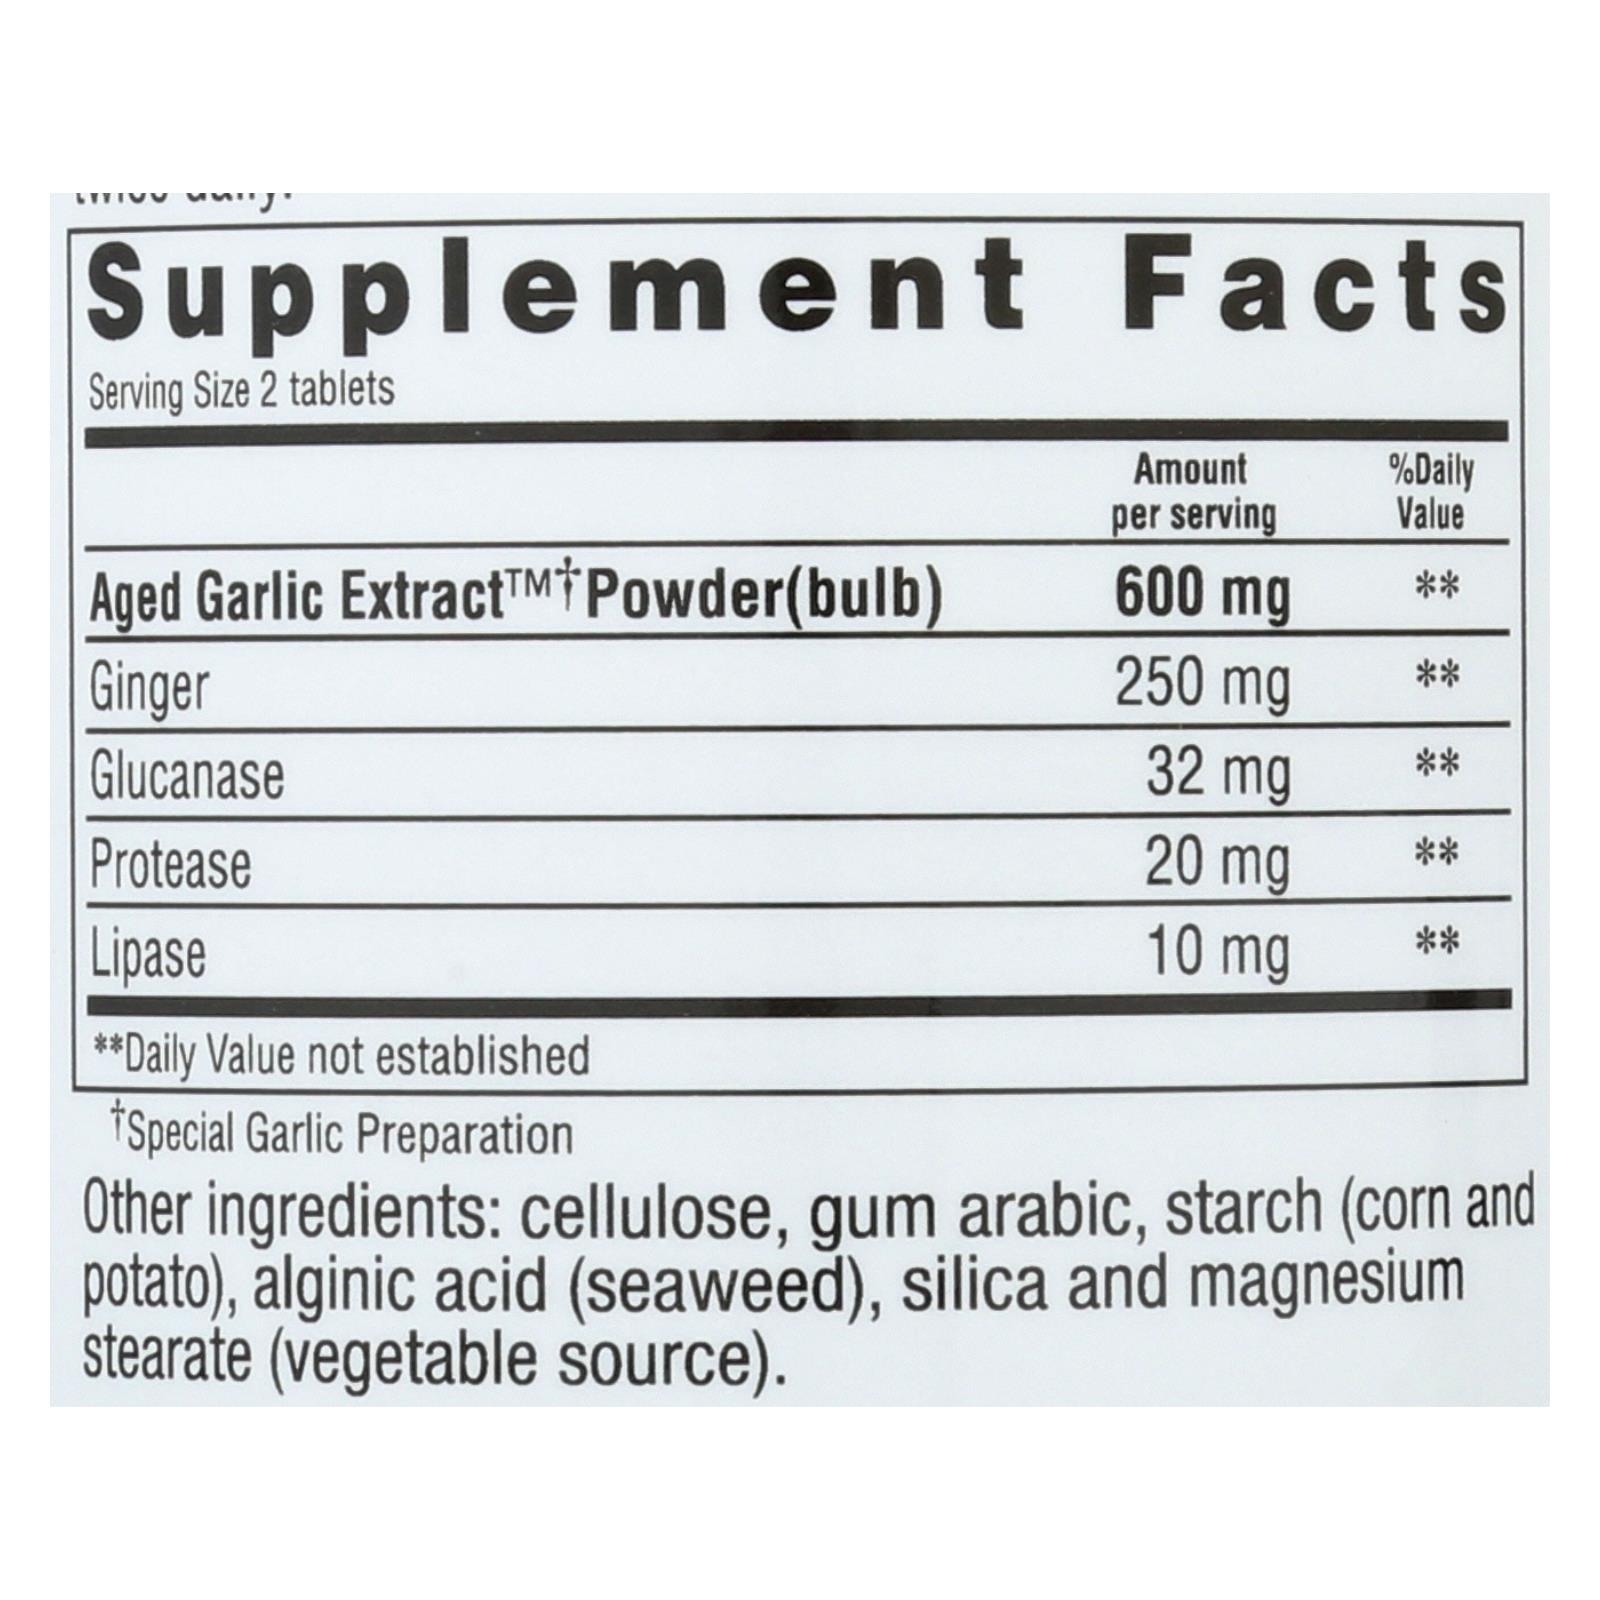 twice daily.
Supplement Facts
Serving Size 2 tablets
Amount per serving %Daily Value
Aged Garlic Extract™† Powder(bulb) 600 mg **
Ginger 250 mg **
Glucanase 32 mg **
Protease 20 mg **
Lipase 10 mg **
**Daily Value not established
†Special Garlic Preparation
Other ingredients: cellulose, gum arabic, starch (corn and
potato), alginic acid (seaweed), silica and magnesium
stearate (vegetable source).